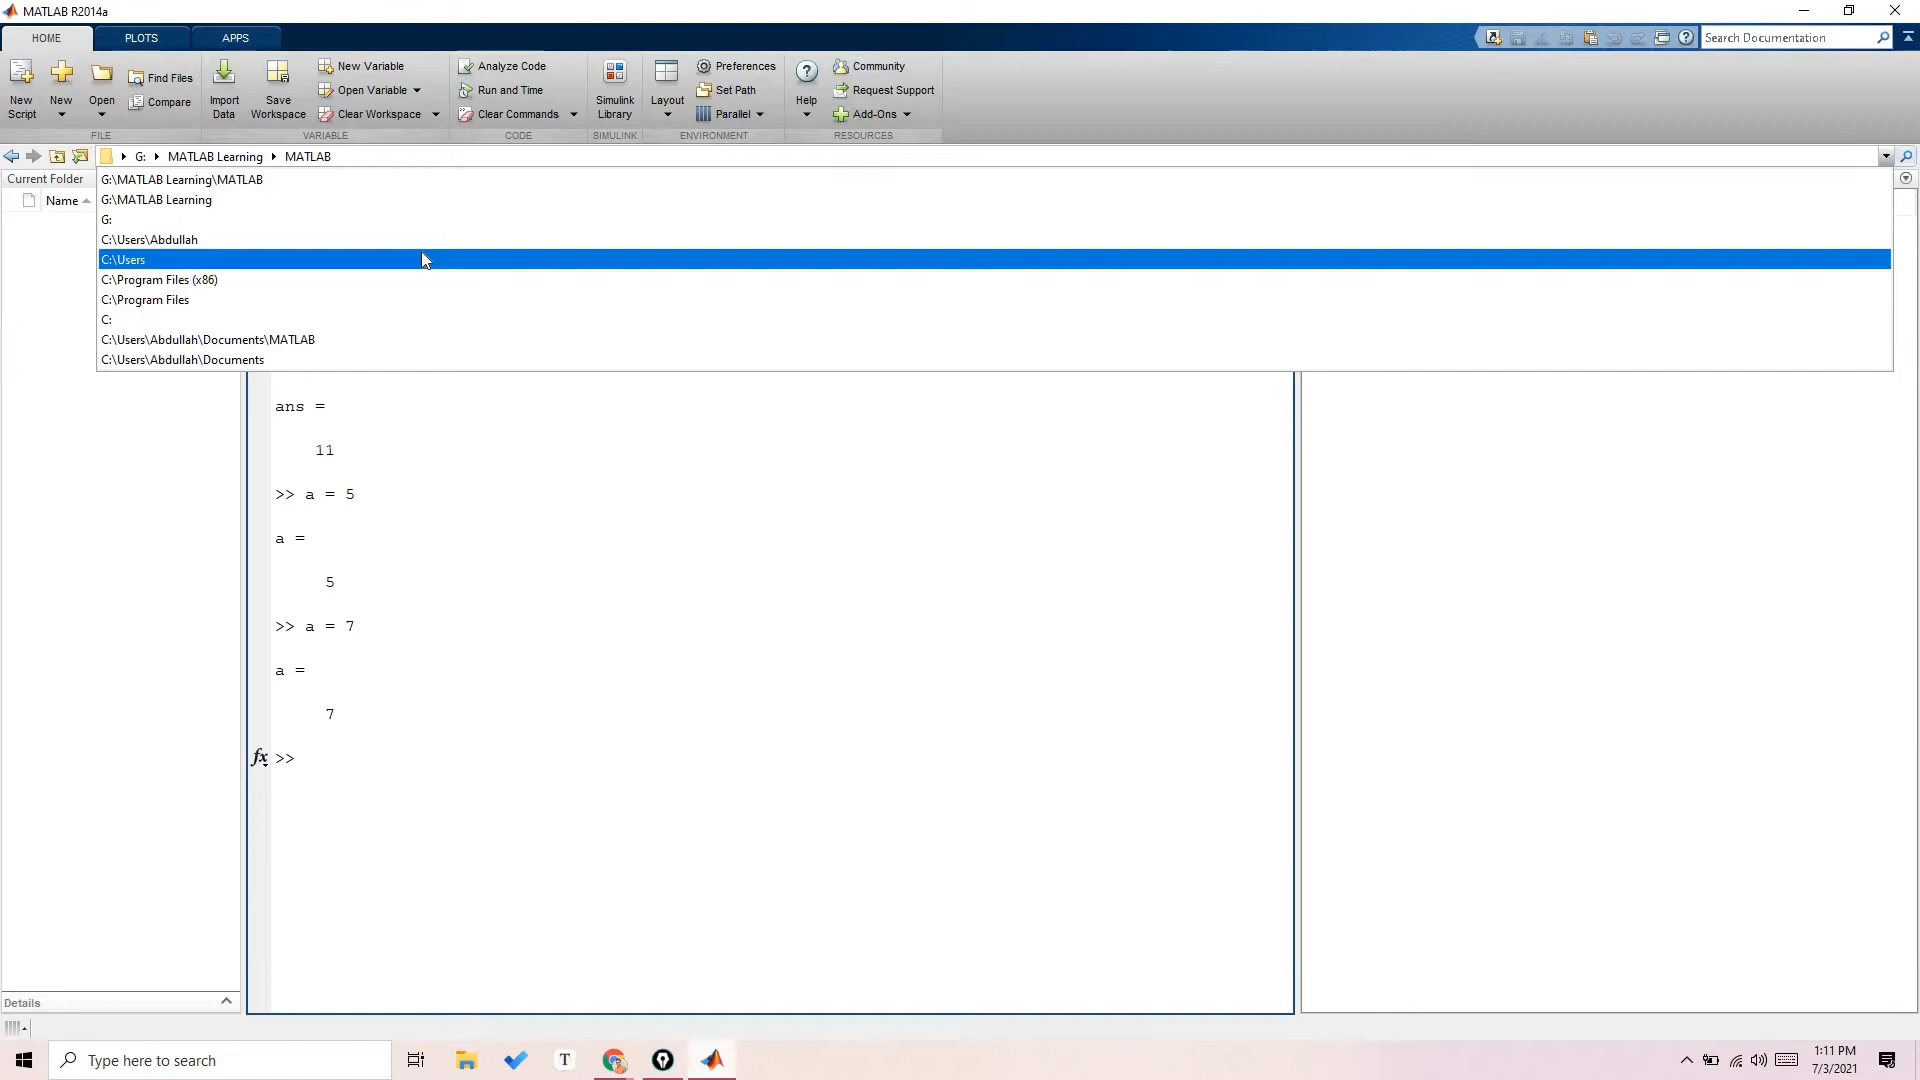 MATLAB R2014a
HOME PLOTS APPS
Search Documentation
New Script
New
Open
Find Files
Compare
Import Data
Save Workspace
New Variable
Open Variable
Clear Workspace
Analyze Code
Run and Time
Clear Commands
Simulink Library
Layout
Preferences
Set Path
Parallel
Help
Community
Request Support
Add-Ons
FILE VARIABLE CODE SIMULINK ENVIRONMENT RESOURCES
G: MATLAB Learning MATLAB
Current Folder
Name
G:\MATLAB Learning\MATLAB
G:\MATLAB Learning
G:
C:\Users\Abdullah
C:\Users
C:\Program Files (x86)
C:\Program Files
C:
C:\Users\Abdullah\Documents\MATLAB
C:\Users\Abdullah\Documents
ans =
11
>> a = 5
a =
5
>> a = 7
a =
7
fx >>
Details
Type here to search
T
1:11 PM
7/3/2021